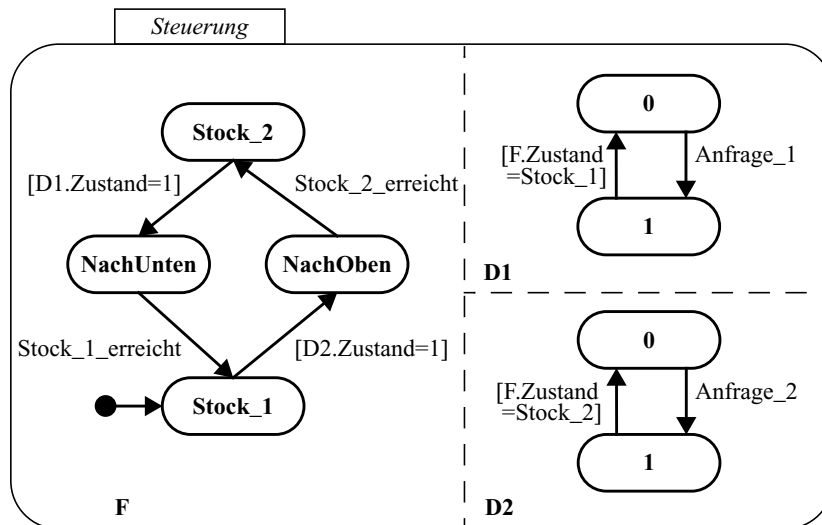 Steuerung
Stock_2
[D1.Zustand=1]
Stock_2_erreicht
NachUnten
NachOben
Stock_1_erreicht
[D2.Zustand=1]
Stock_1
F
0
[F.Zustand
=Stock_1]
Anfrage_1
1
D1
0
[F.Zustand
=Stock_2]
Anfrage_2
1
D2